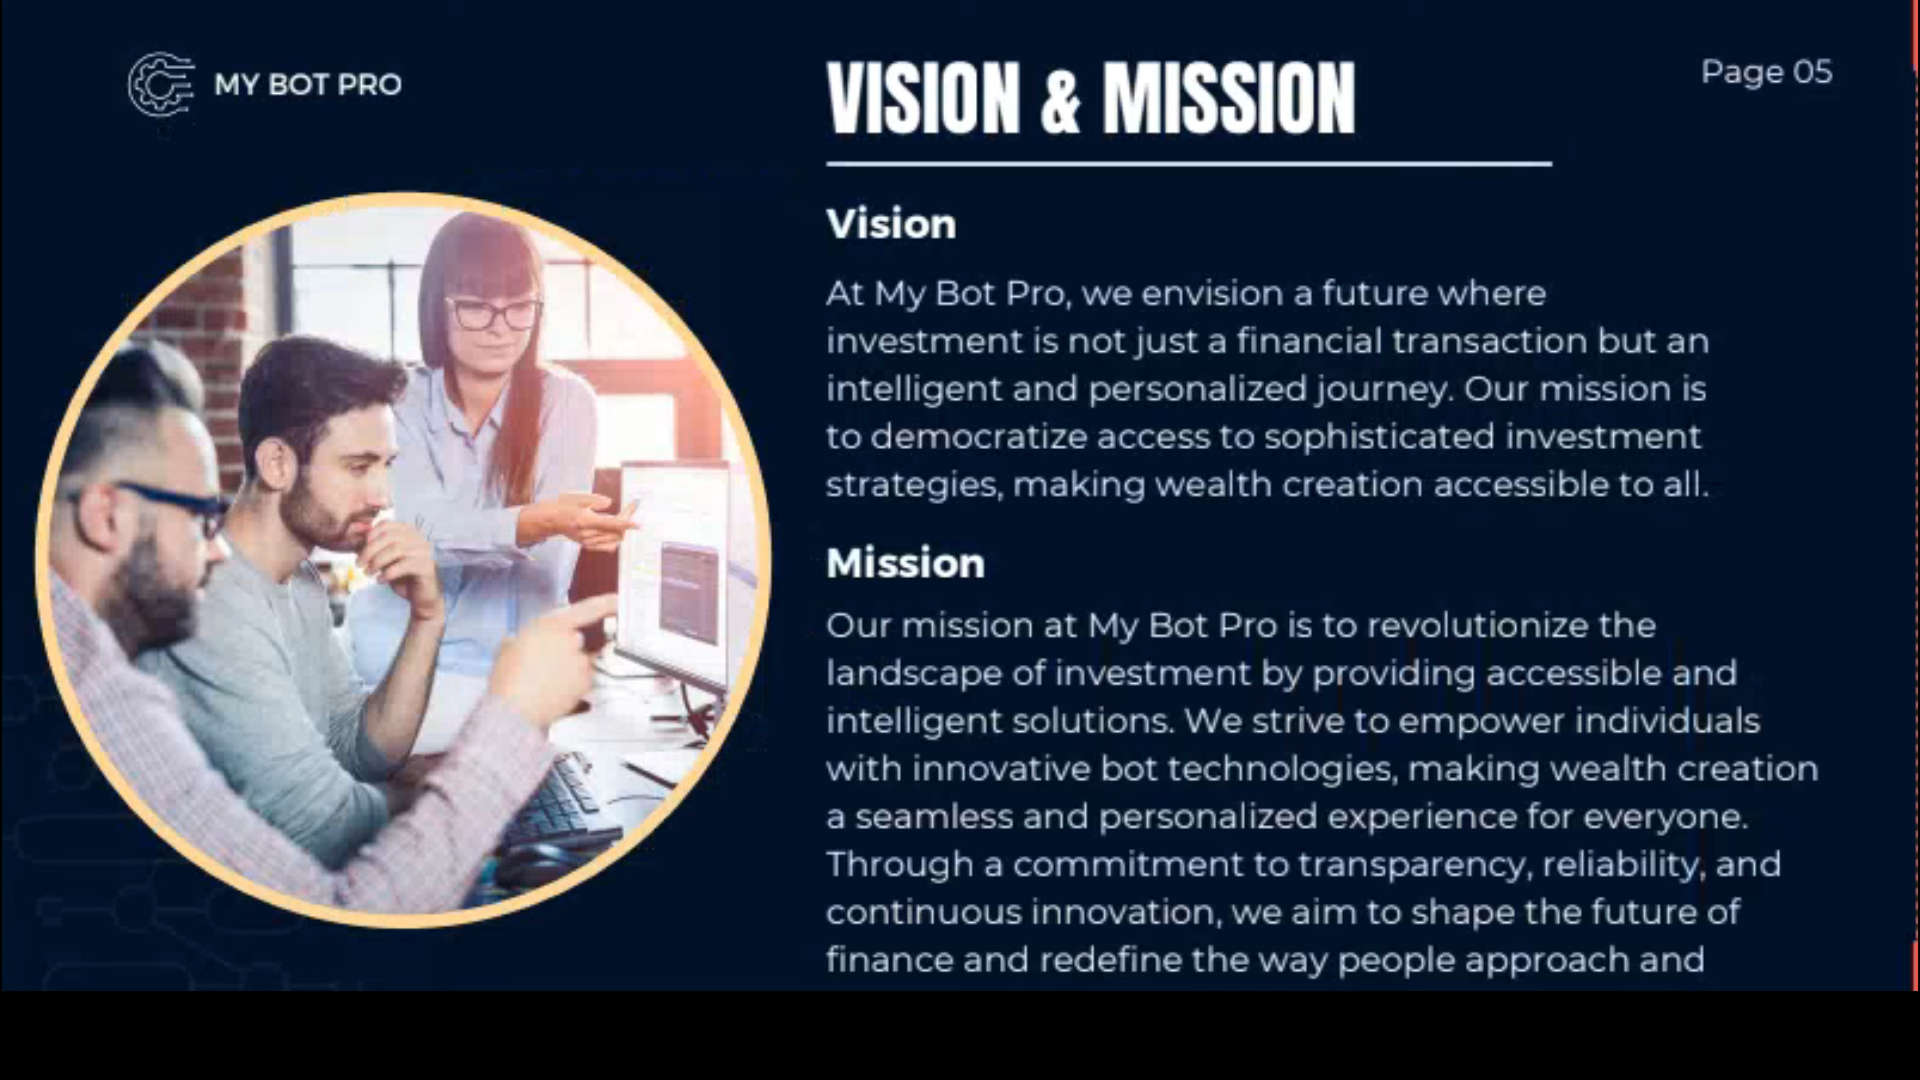 MY BOT PRO
VISION & MISSION
Page 05
Vision
At My Bot Pro, we envision a future where
investment is not just a financial transaction but an
intelligent and personalized journey. Our mission is
to democratize access to sophisticated investment
strategies, making wealth creation accessible to all.
Mission
Our mission at My Bot Pro is to revolutionize the
landscape of investment by providing accessible and
intelligent solutions. We strive to empower individuals
with innovative bot technologies, making wealth creation
a seamless and personalized experience for everyone.
Through a commitment to transparency, reliability, and
continuous innovation, we aim to shape the future of
finance and redefine the way people approach and